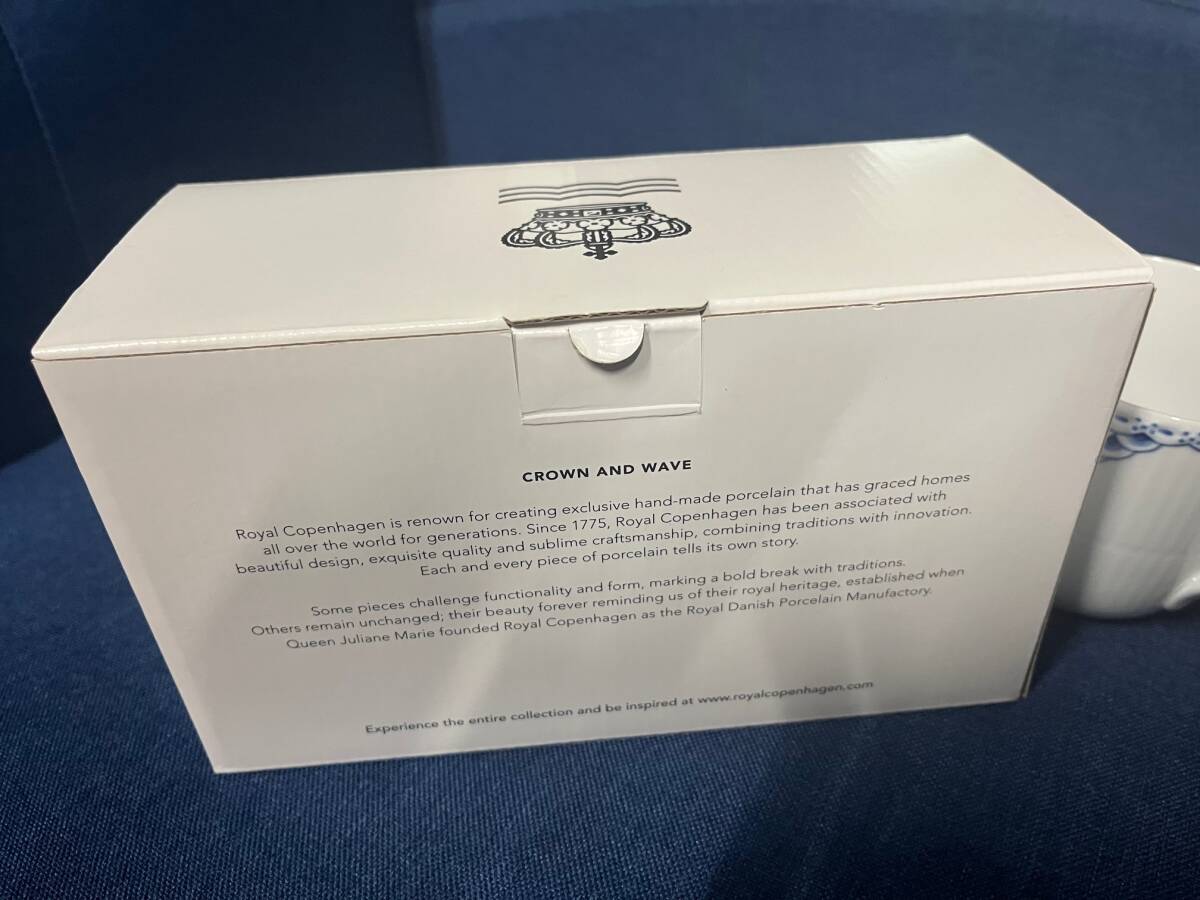 CROWN AND WAVE
Royal Copenhagen is renown for creating exclusive hand-made porcelain that has graced homes
all over the world for generations. Since 1775, Royal Copenhagen has been associated with
beautiful design, exquisite quality and sublime craftsmanship, combining traditions with innovation.
Each and every piece of porcelain tells its own story.
Some pieces challenge functionality and form, marking a bold break with traditions.
Others remain unchanged; their beauty forever reminding us of their royal heritage, established when
Queen Juliane Marie founded Royal Copenhagen as the Royal Danish Porcelain Manufactory.
Experience the entire collection and be inspired at www.royalcopenhagen.com